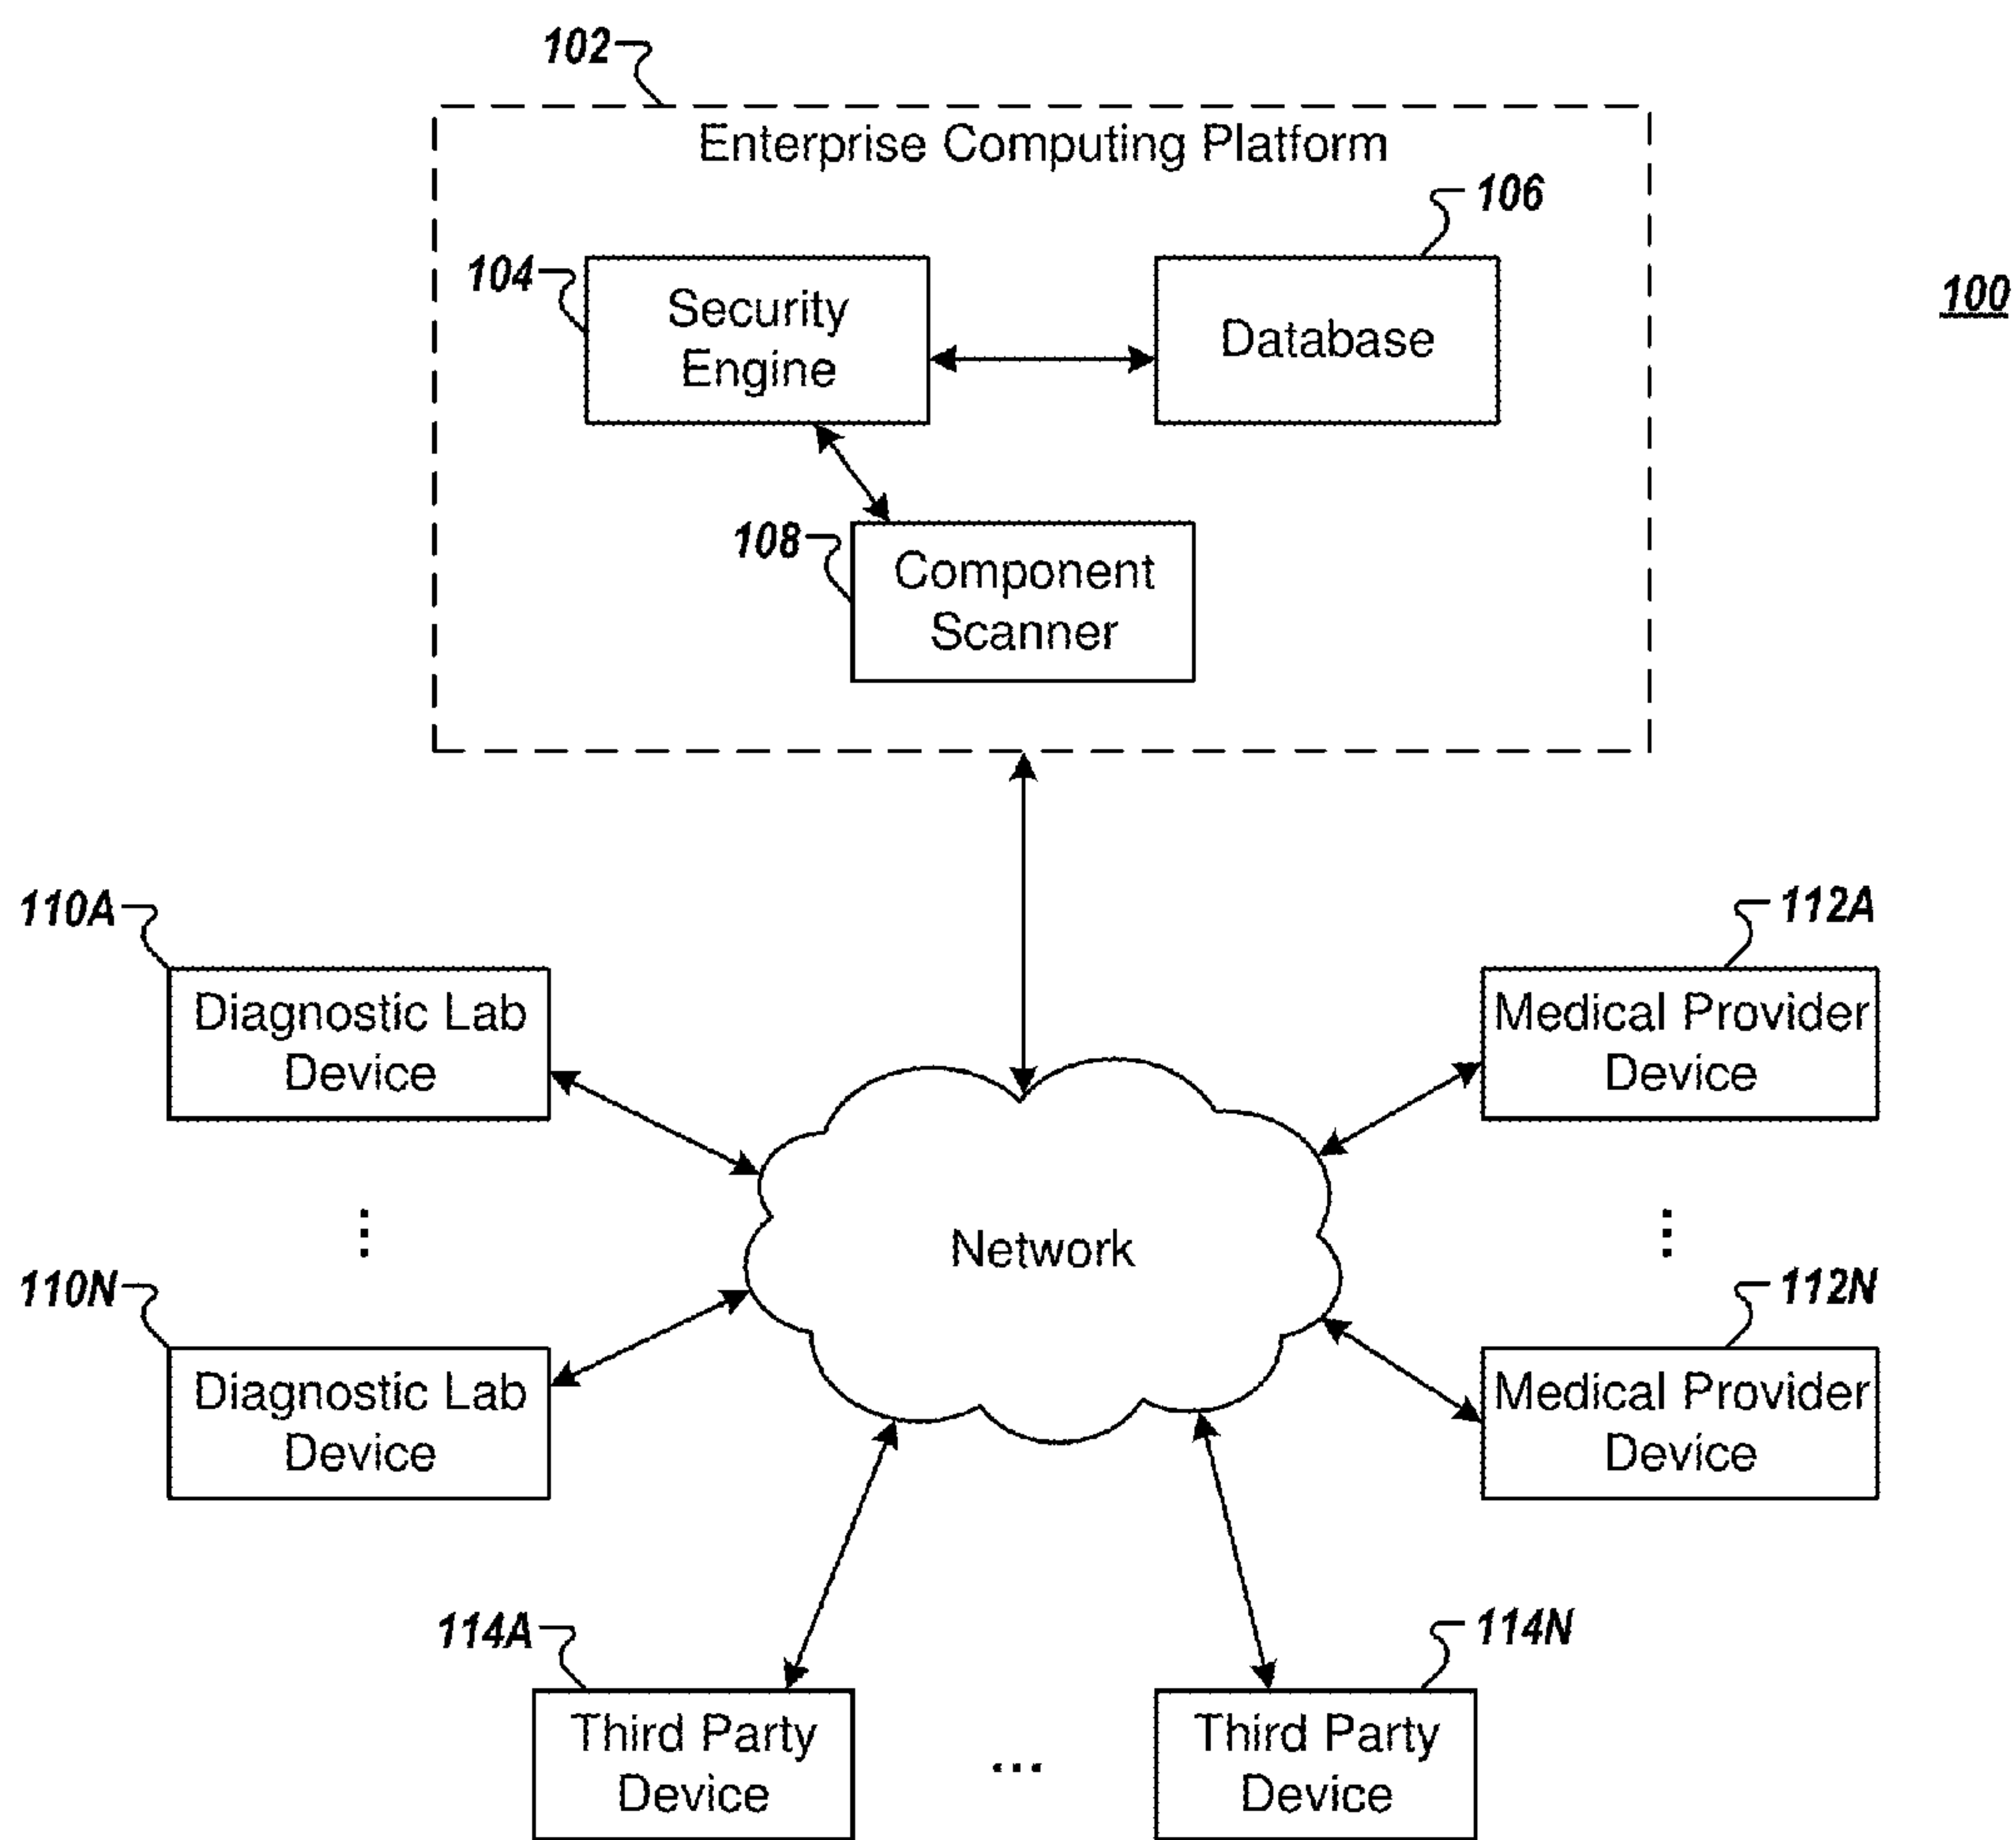 102
Enterprise Computing Platform
106
104
Security
Engine
Database
100
108
Component
Scanner
110A
112A
Diagnostic Lab
Device
Medical Provider
Device
⋮
⋮
Network
110N
112N
Diagnostic Lab
Device
Medical Provider
Device
114A
114N
Third Party
Device
...
Third Party
Device